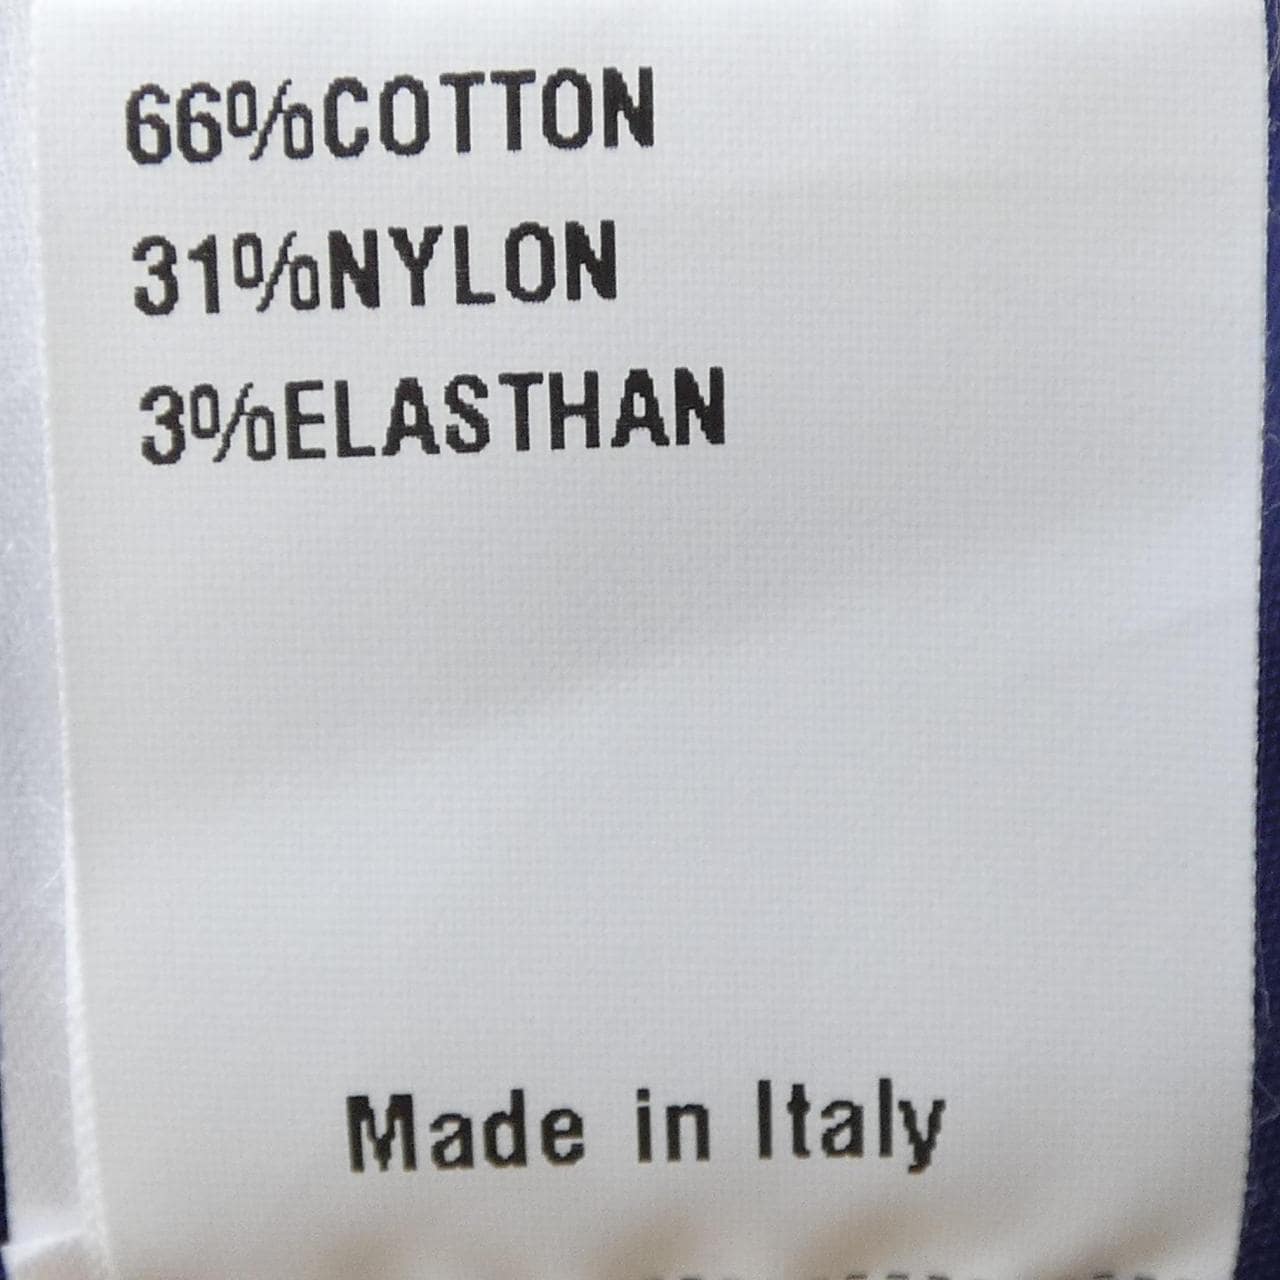 66%COTTON
31%NYLON
3%ELASTHAN
Made in Italy